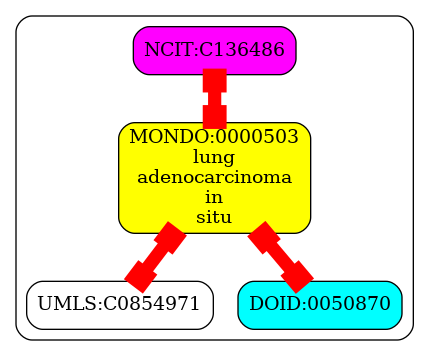 NCIT:C136486
MONDO:0000503
lung
adenocarcinoma
in
situ
UMLS:C0854971
DOID:0050870